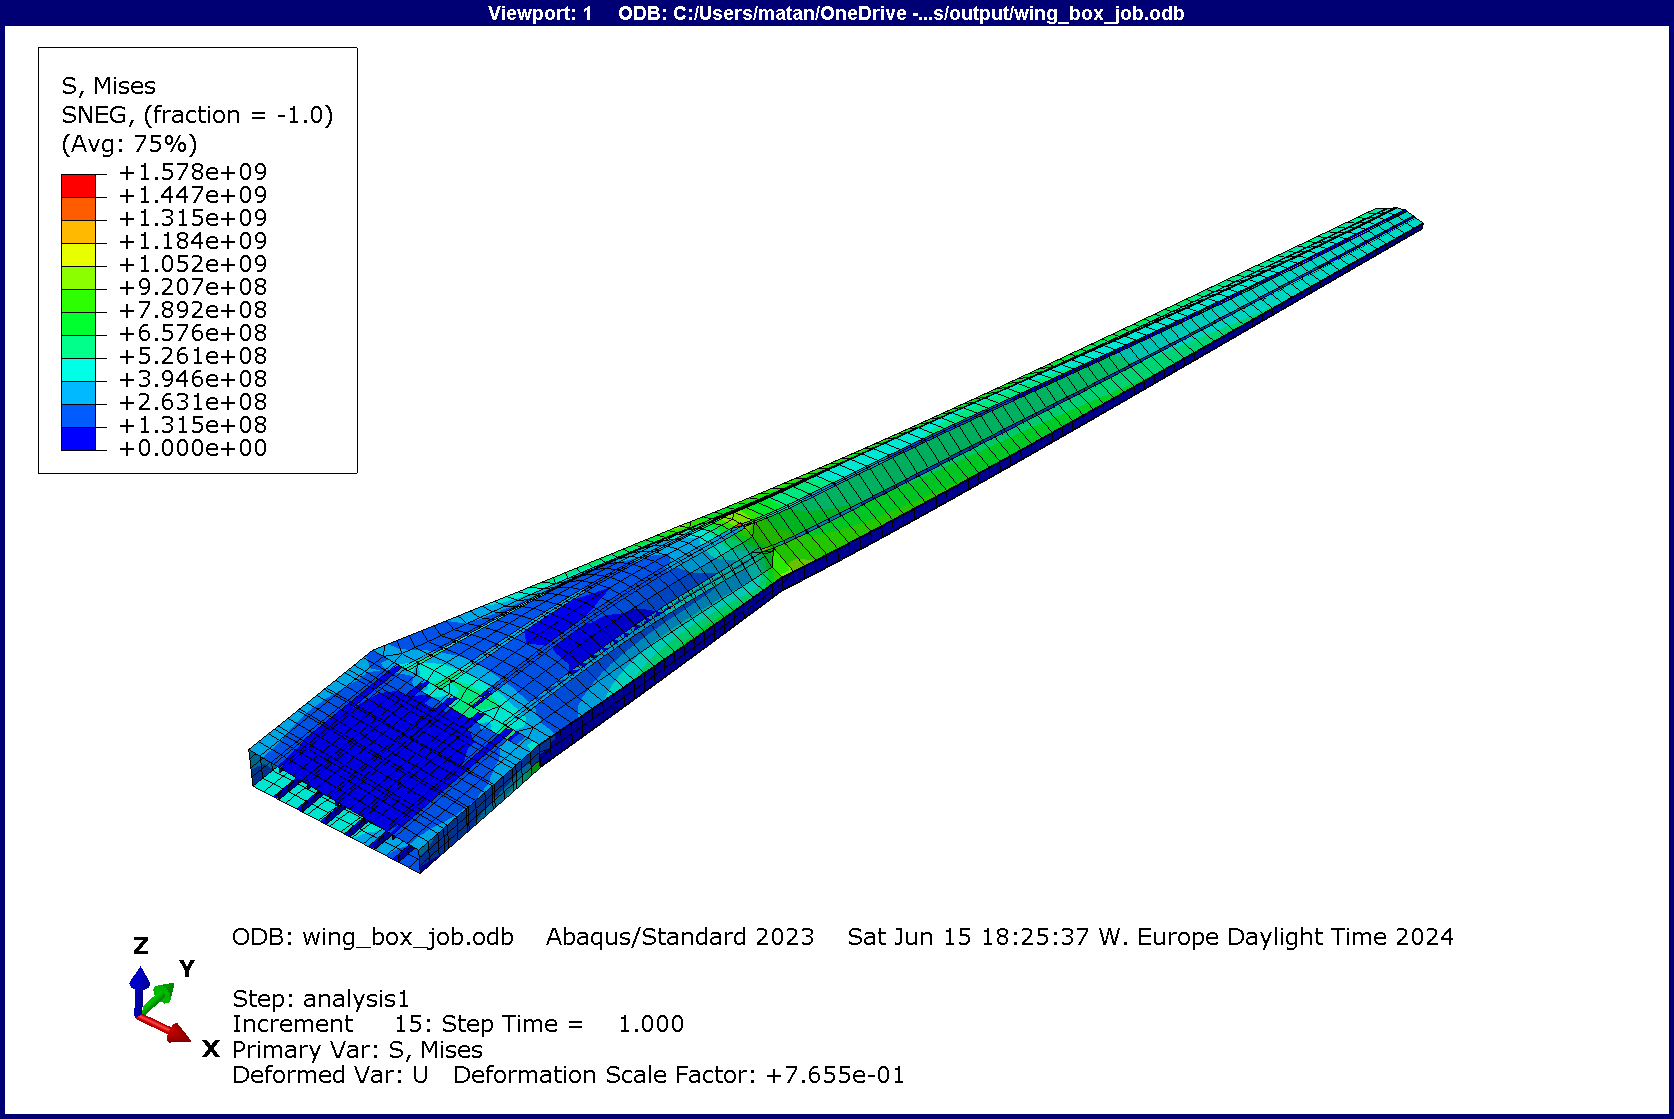 Viewport: 1 ODB: C:/Users/matan/OneDrive -...s/output/wing_box_job.odb
S, Mises
SNEG, (fraction = -1.0)
(Avg: 75%)
+1.578e+09
+1.447e+09
+1.315e+09
+1.184e+09
+1.052e+09
+9.207e+08
+7.892e+08
+6.576e+08
+5.261e+08
+3.946e+08
+2.631e+08
+1.315e+08
+0.000e+00
Z
Y
X
ODB: wing_box_job.odb Abaqus/Standard 2023 Sat Jun 15 18:25:37 W. Europe Daylight Time 2024
Step: analysis1
Increment 15: Step Time = 1.000
Primary Var: S, Mises
Deformed Var: U Deformation Scale Factor: +7.655e-01